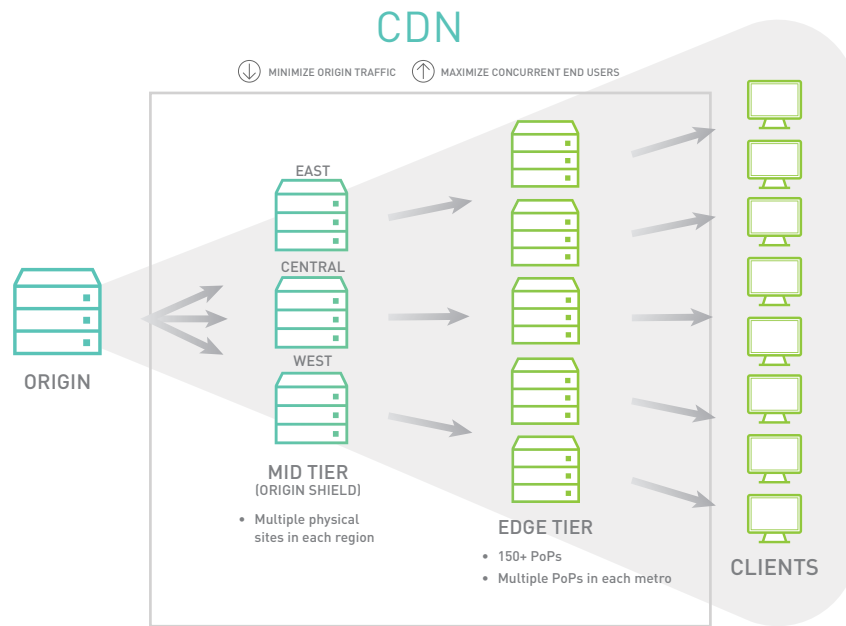 CDN
MINIMIZE ORIGIN TRAFFIC
MAXIMIZE CONCURRENT END USERS
EAST
CENTRAL
WEST
ORIGIN
MID TIER
(ORIGIN SHIELD)
• Multiple physical
sites in each region
EDGE TIER
• 150+ PoPs
• Multiple PoPs in each metro
CLIENTS